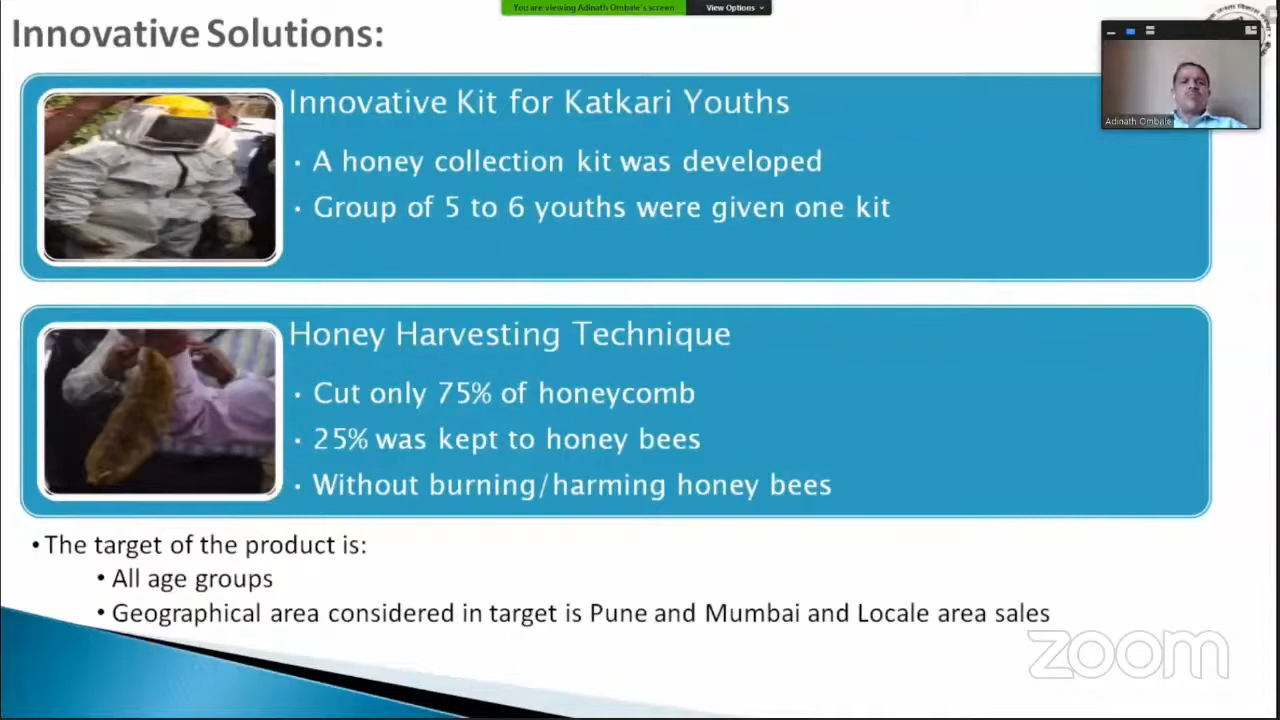 You are viewing Adinath Ombale's screen
View Options
Innovative Solutions:
Adinath Ombale
Innovative Kit for Katkari Youths
· A honey collection kit was developed
· Group of 5 to 6 youths were given one kit
Honey Harvesting Technique
· Cut only 75% of honeycomb
· 25% was kept to honey bees
· Without burning/harming honey bees
• The target of the product is:
• All age groups
• Geographical area considered in target is Pune and Mumbai and Locale area sales
zoom